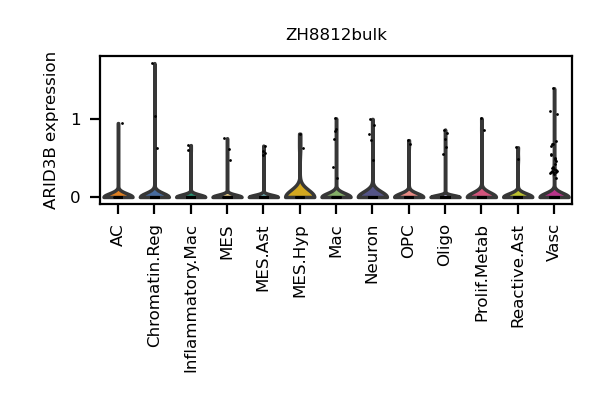 ZH8812bulk
ARID3B expression
1
0
AC
Chromatin.Reg
Inflammatory.Mac
MES
MES.Ast
MES.Hyp
Mac
Neuron
OPC
Oligo
Prolif.Metab
Reactive.Ast
Vasc